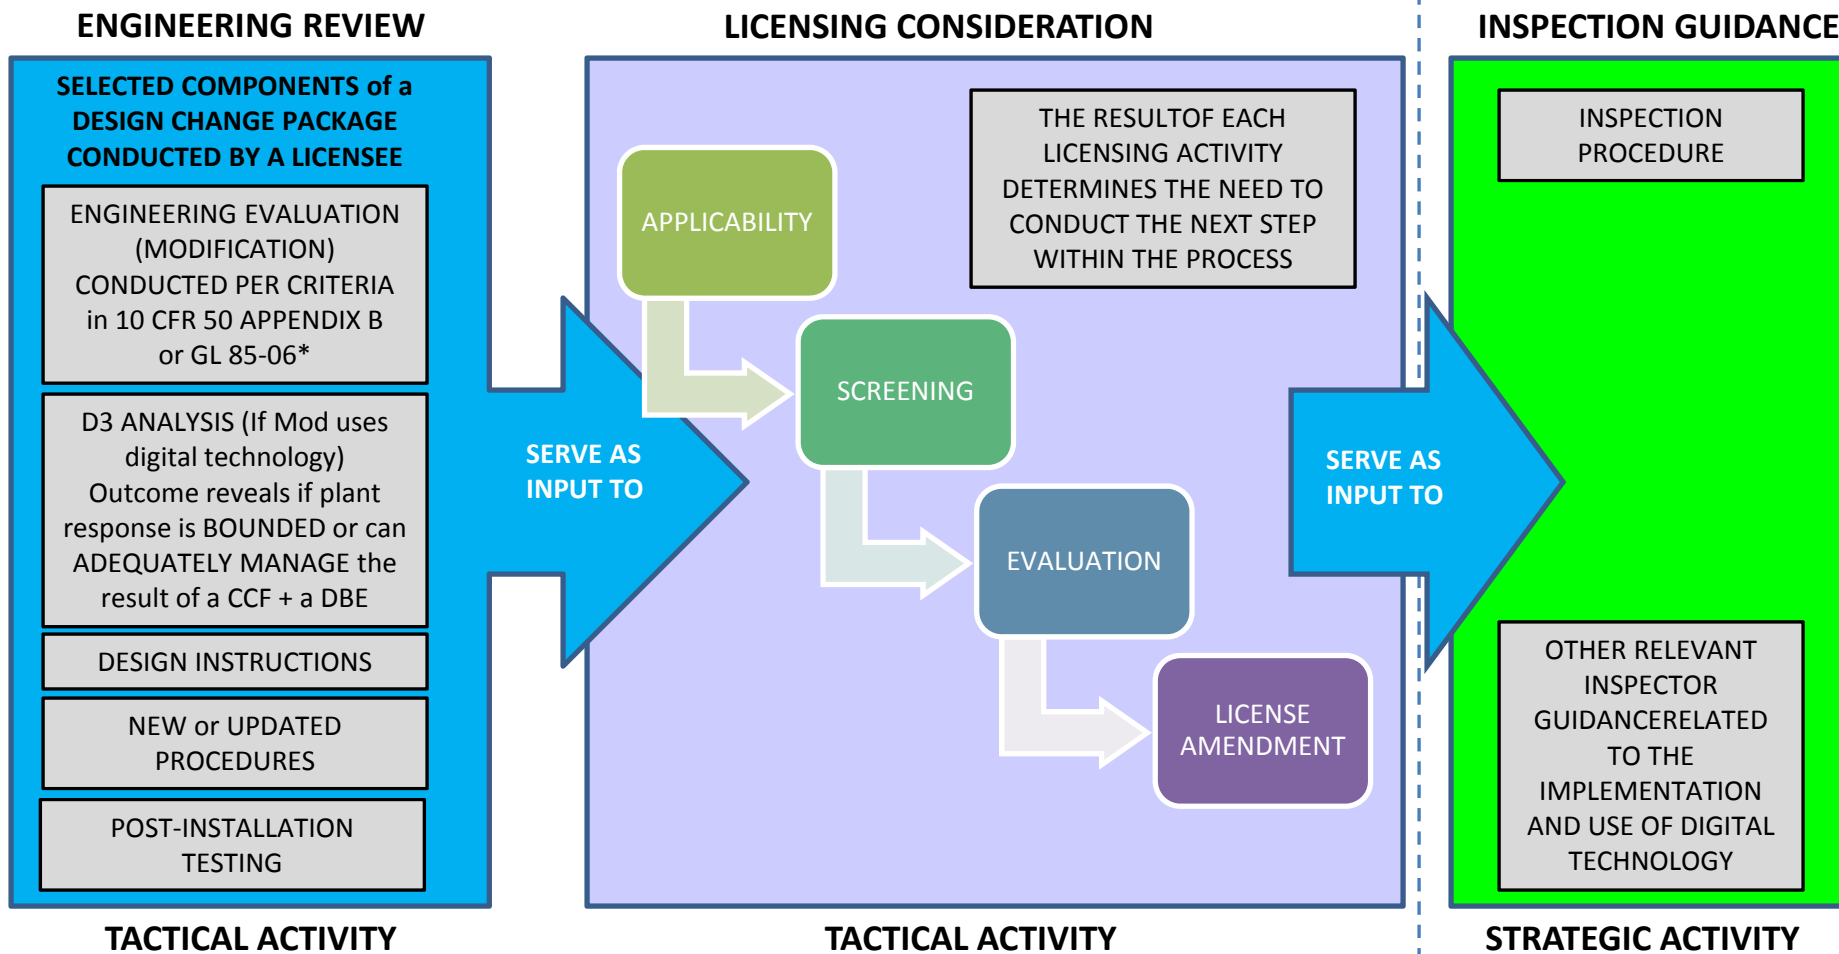 ENGINEERING REVIEW
SELECTED COMPONENTS of a
DESIGN CHANGE PACKAGE
CONDUCTED BY A LICENSEE
ENGINEERING EVALUATION
(MODIFICATION)
CONDUCTED PER CRITERIA
in 10 CFR 50 APPENDIX B
or GL 85-06*
D3 ANALYSIS (If Mod uses
digital technology)
Outcome reveals if plant
response is BOUNDED or can
ADEQUATELY MANAGE the
result of a CCF + a DBE
DESIGN INSTRUCTIONS
NEW or UPDATED
PROCEDURES
POST-INSTALLATION
TESTING
TACTICAL ACTIVITY
SERVE AS
INPUT TO
LICENSING CONSIDERATION
THE RESULTOF EACH
LICENSING ACTIVITY
DETERMINES THE NEED TO
CONDUCT THE NEXT STEP
WITHIN THE PROCESS
APPLICABILITY
SCREENING
EVALUATION
LICENSE
AMENDMENT
TACTICAL ACTIVITY
SERVE AS
INPUT TO
INSPECTION GUIDANCE
INSPECTION
PROCEDURE
OTHER RELEVANT
INSPECTOR
GUIDANCERELATED
TO THE
IMPLEMENTATION
AND USE OF DIGITAL
TECHNOLOGY
STRATEGIC ACTIVITY